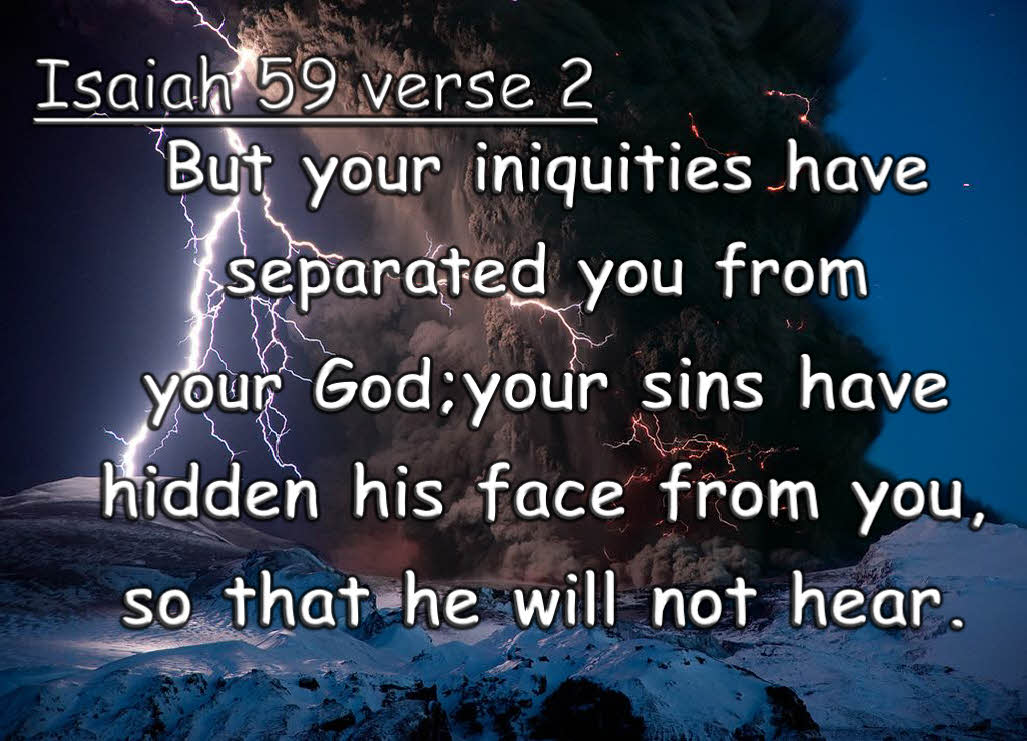 Isaiah 59 verse 2
But your iniquities have
separated you from
your God;your sins have
hidden his face from you,
so that he will not hear.